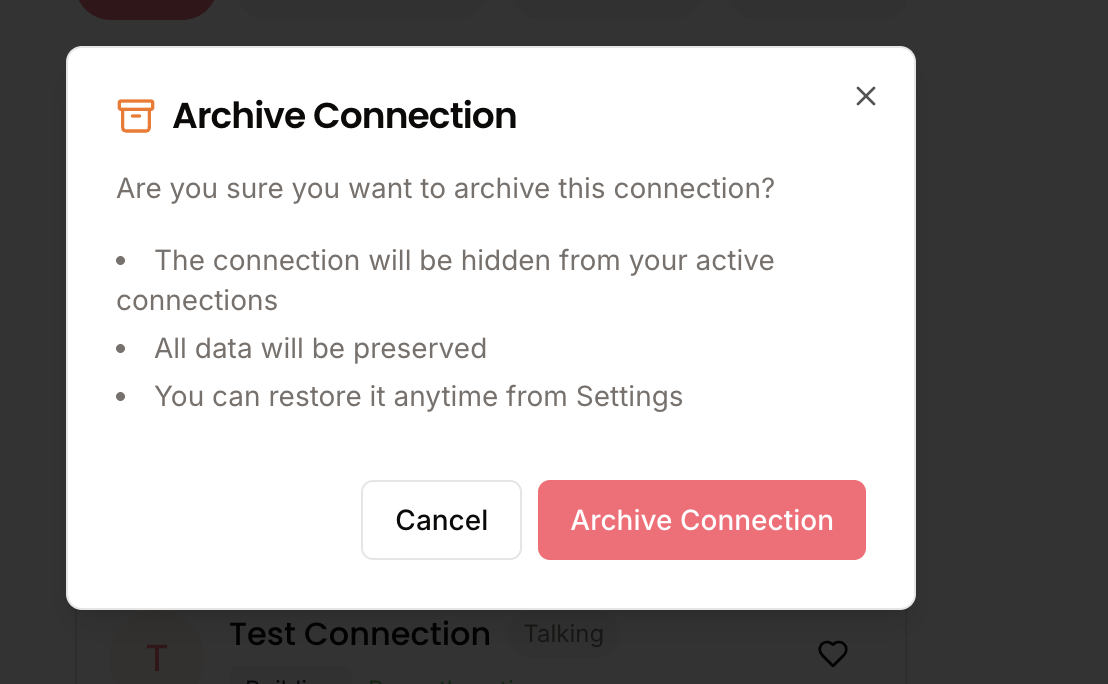 Archive Connection
Are you sure you want to archive this connection?
• The connection will be hidden from your active
connections
• All data will be preserved
• You can restore it anytime from Settings
Cancel
Archive Connection
T
Test Connection
Talking